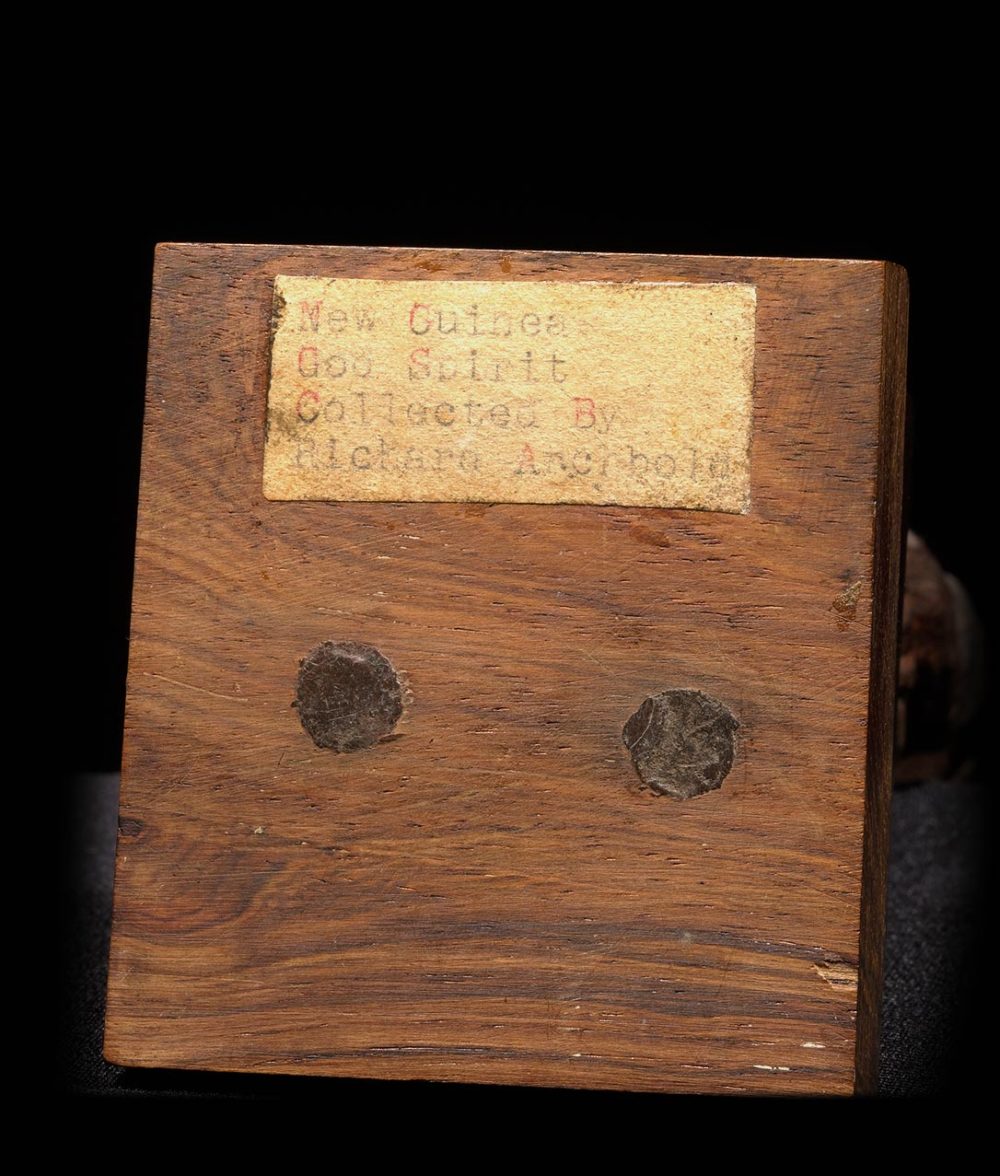 New Guinea
God Spirit
Collected By
Richard Archbold